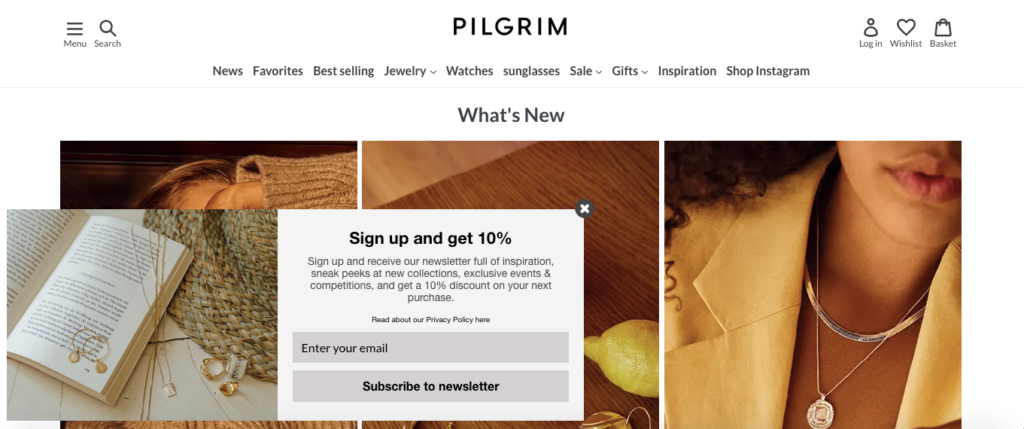 PILGRIM
Menu Search
Log in Wishlist Basket
News Favorites Best selling Jewelry Watches sunglasses Sale Gifts Inspiration Shop Instagram
What's New
Sign up and get 10%
Sign up and receive our newsletter full of inspiration,
sneak peeks at new collections, exclusive events &
competitions, and get a 10% discount on your next
purchase.
Read about our Privacy Policy here
Enter your email
Subscribe to newsletter